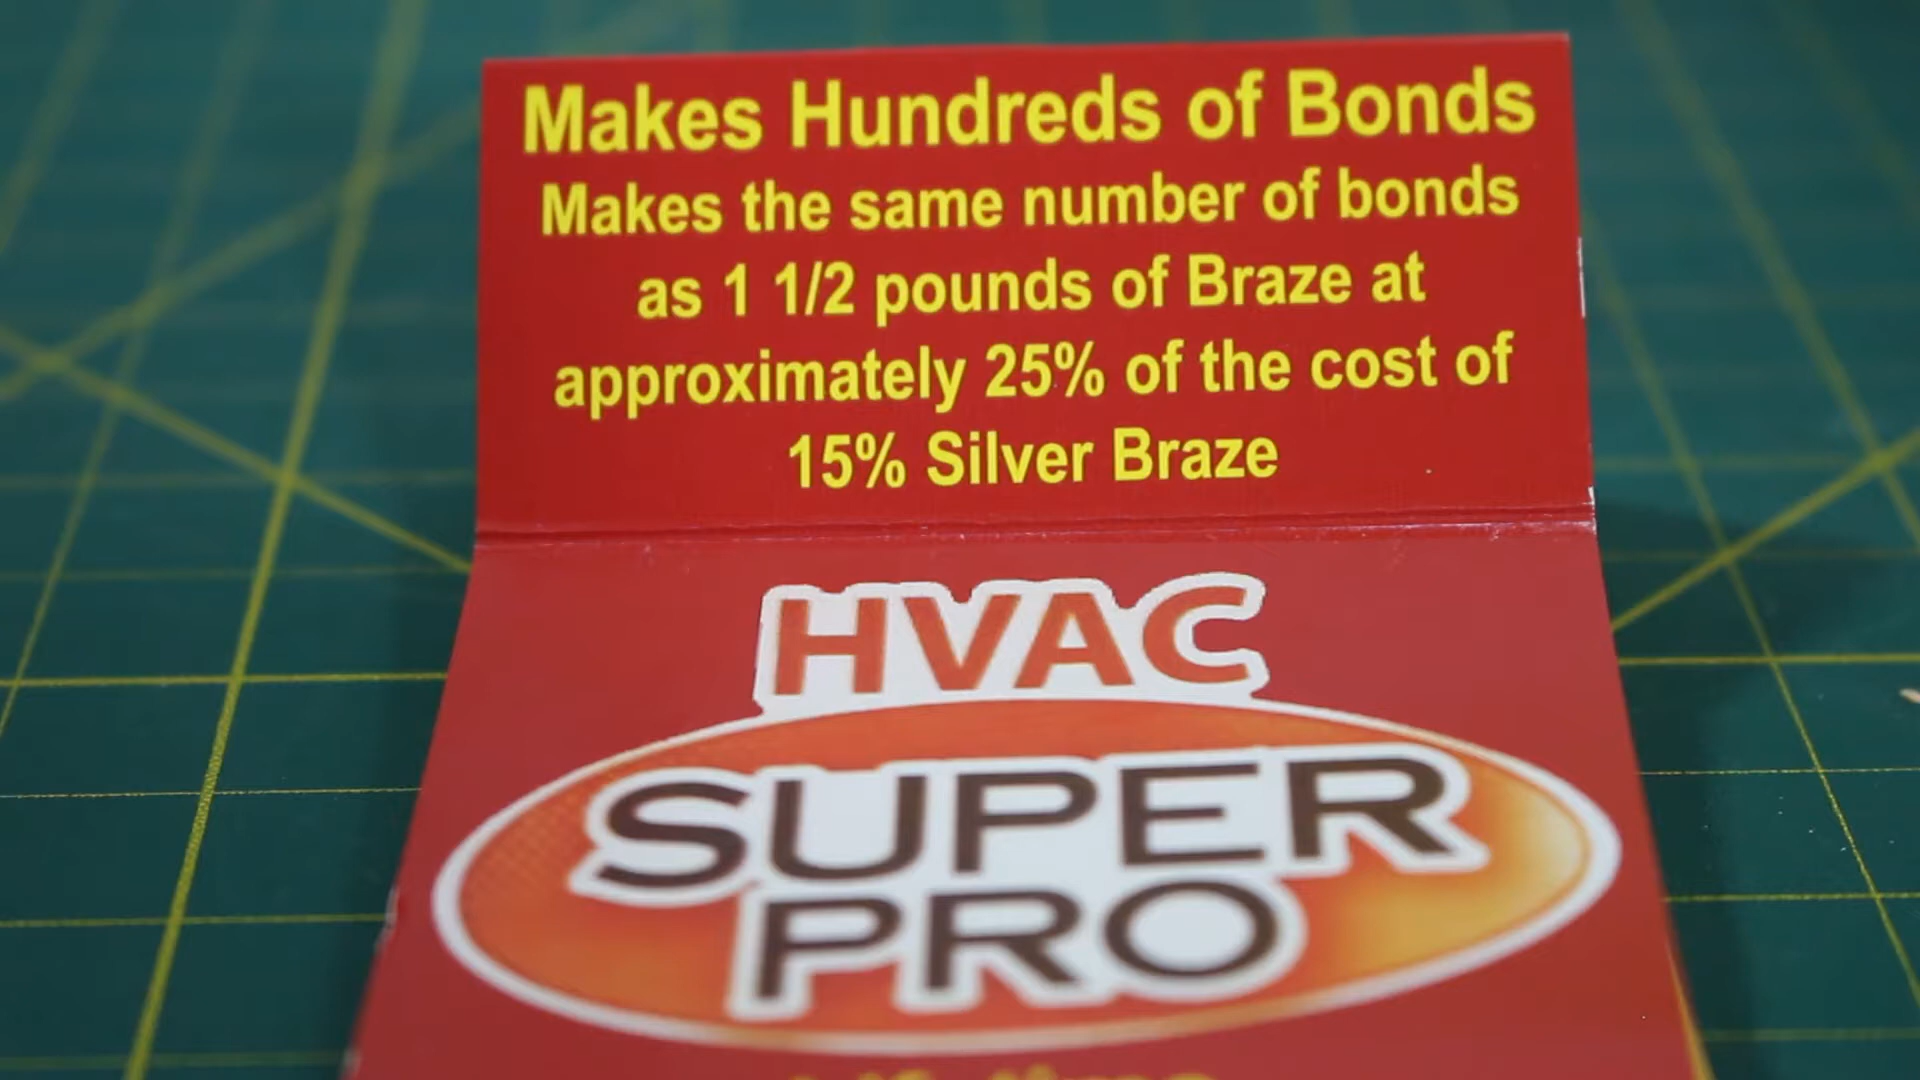 Makes Hundreds of Bonds
Makes the same number of bonds
as 1 1/2 pounds of Braze at
approximately 25% of the cost of
15% Silver Braze
HVAC
SUPER
PRO